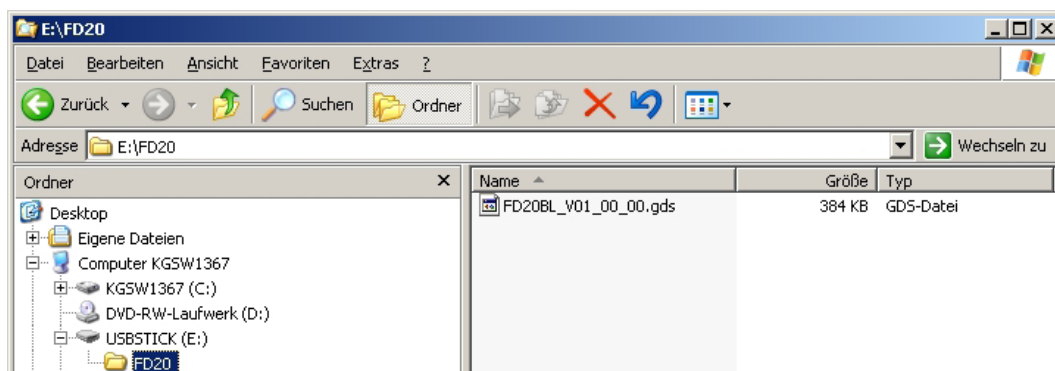 E:\FD20
Datei Bearbeiten Ansicht Favoriten Extras ?
Zurück Suchen Ordner
Adresse E:\FD20 Wechseln zu
Ordner x Name Größe Typ
Desktop
FD20BL_V01_00_00.gds 384 KB GDS-Datei
Eigene Dateien
Computer KGSW1367
KGSW1367 (C:)
DVD-RW-Laufwerk (D:)
USBSTICK (E:)
FD20